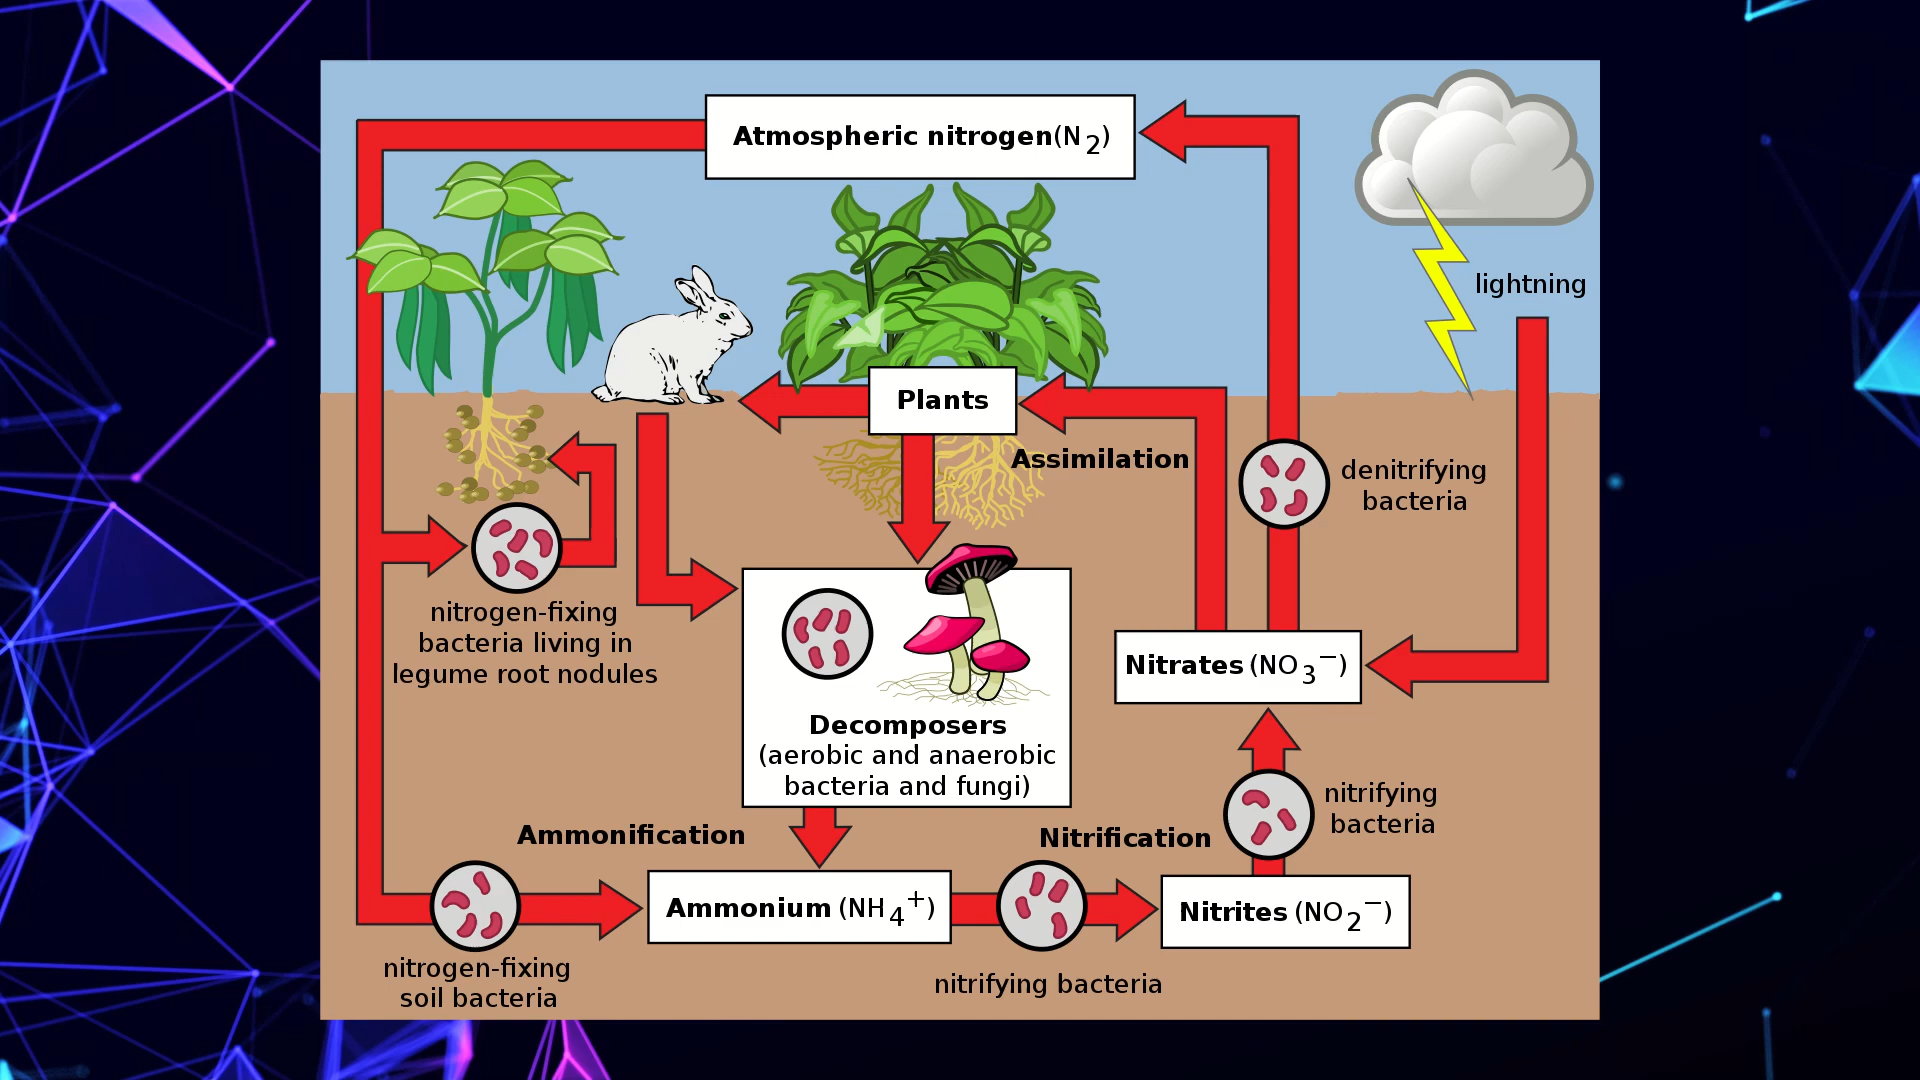 Atmospheric nitrogen(N2)
lightning
Plants
Assimilation
denitrifying
bacteria
nitrogen-fixing
bacteria living in
legume root nodules
Nitrates (NO3−)
Decomposers
(aerobic and anaerobic
bacteria and fungi)
nitrifying
bacteria
Ammonification
Nitrification
Ammonium (NH4+)
Nitrites (NO2−)
nitrogen-fixing
soil bacteria
nitrifying bacteria